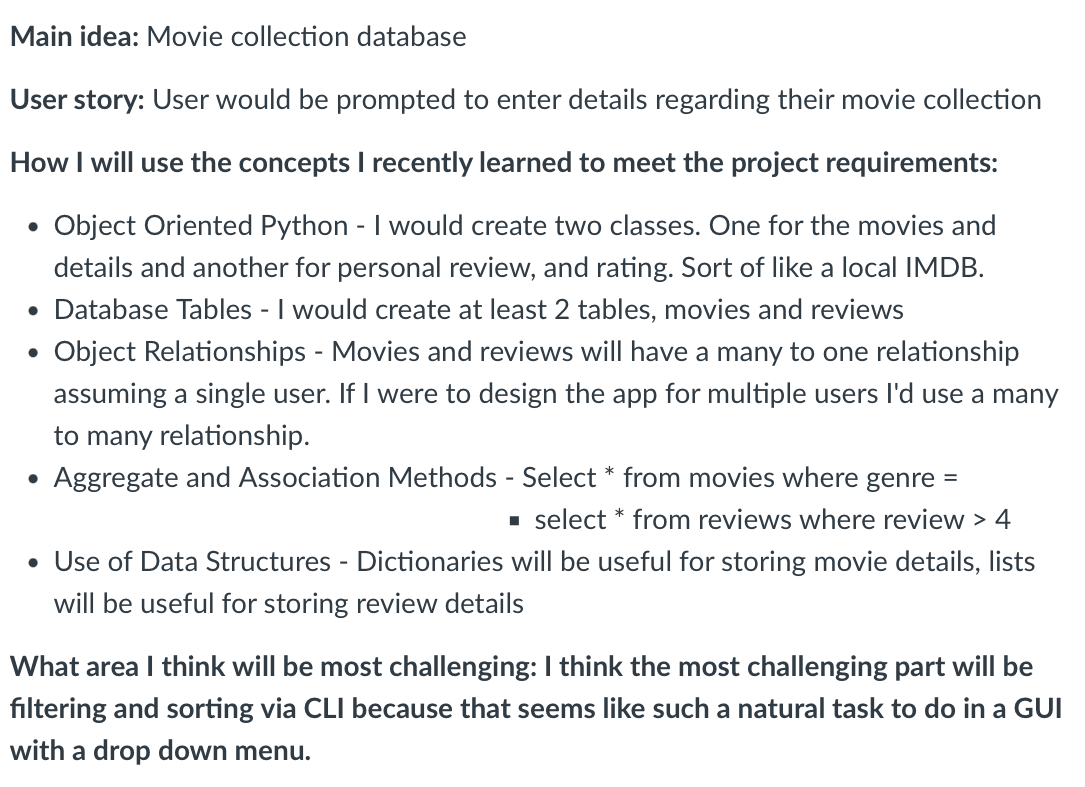 Main idea: Movie collection database
User story: User would be prompted to enter details regarding their movie collection
How I will use the concepts I recently learned to meet the project requirements:
• Object Oriented Python - I would create two classes. One for the movies and
details and another for personal review, and rating. Sort of like a local IMDB.
• Database Tables - I would create at least 2 tables, movies and reviews
• Object Relationships - Movies and reviews will have a many to one relationship
assuming a single user. If I were to design the app for multiple users I'd use a many
to many relationship.
• Aggregate and Association Methods - Select * from movies where genre =
▪ select * from reviews where review > 4
• Use of Data Structures - Dictionaries will be useful for storing movie details, lists
will be useful for storing review details
What area I think will be most challenging: I think the most challenging part will be
filtering and sorting via CLI because that seems like such a natural task to do in a GUI
with a drop down menu.